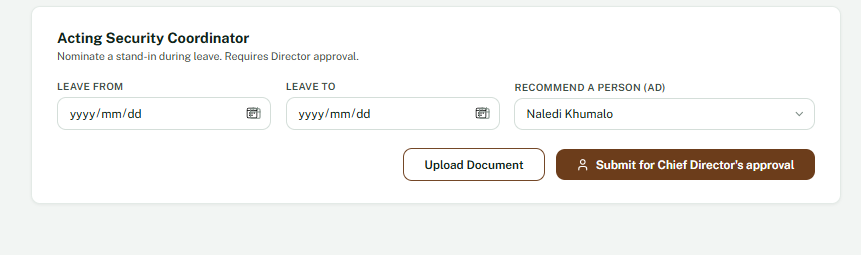 Acting Security Coordinator
Nominate a stand-in during leave. Requires Director approval.
LEAVE FROM
LEAVE TO
RECOMMEND A PERSON (AD)
yyyy/mm/dd
yyyy/mm/dd
Naledi Khumalo
Upload Document
Submit for Chief Director's approval